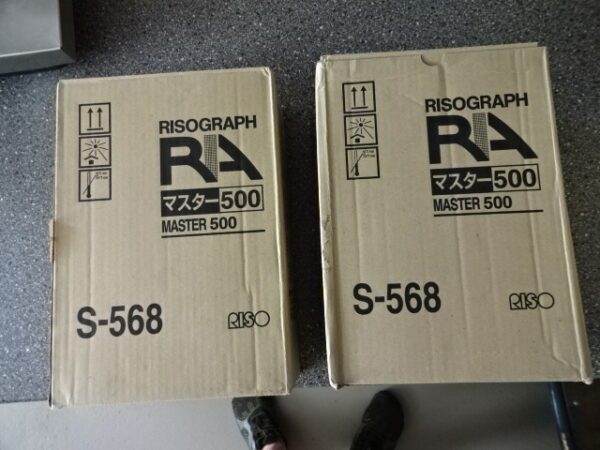 RISOGRAPH
RA
マスター500
MASTER 500
S-568
RISO
RISOGRAPH
RA
マスター500
MASTER 500
S-568
RISO